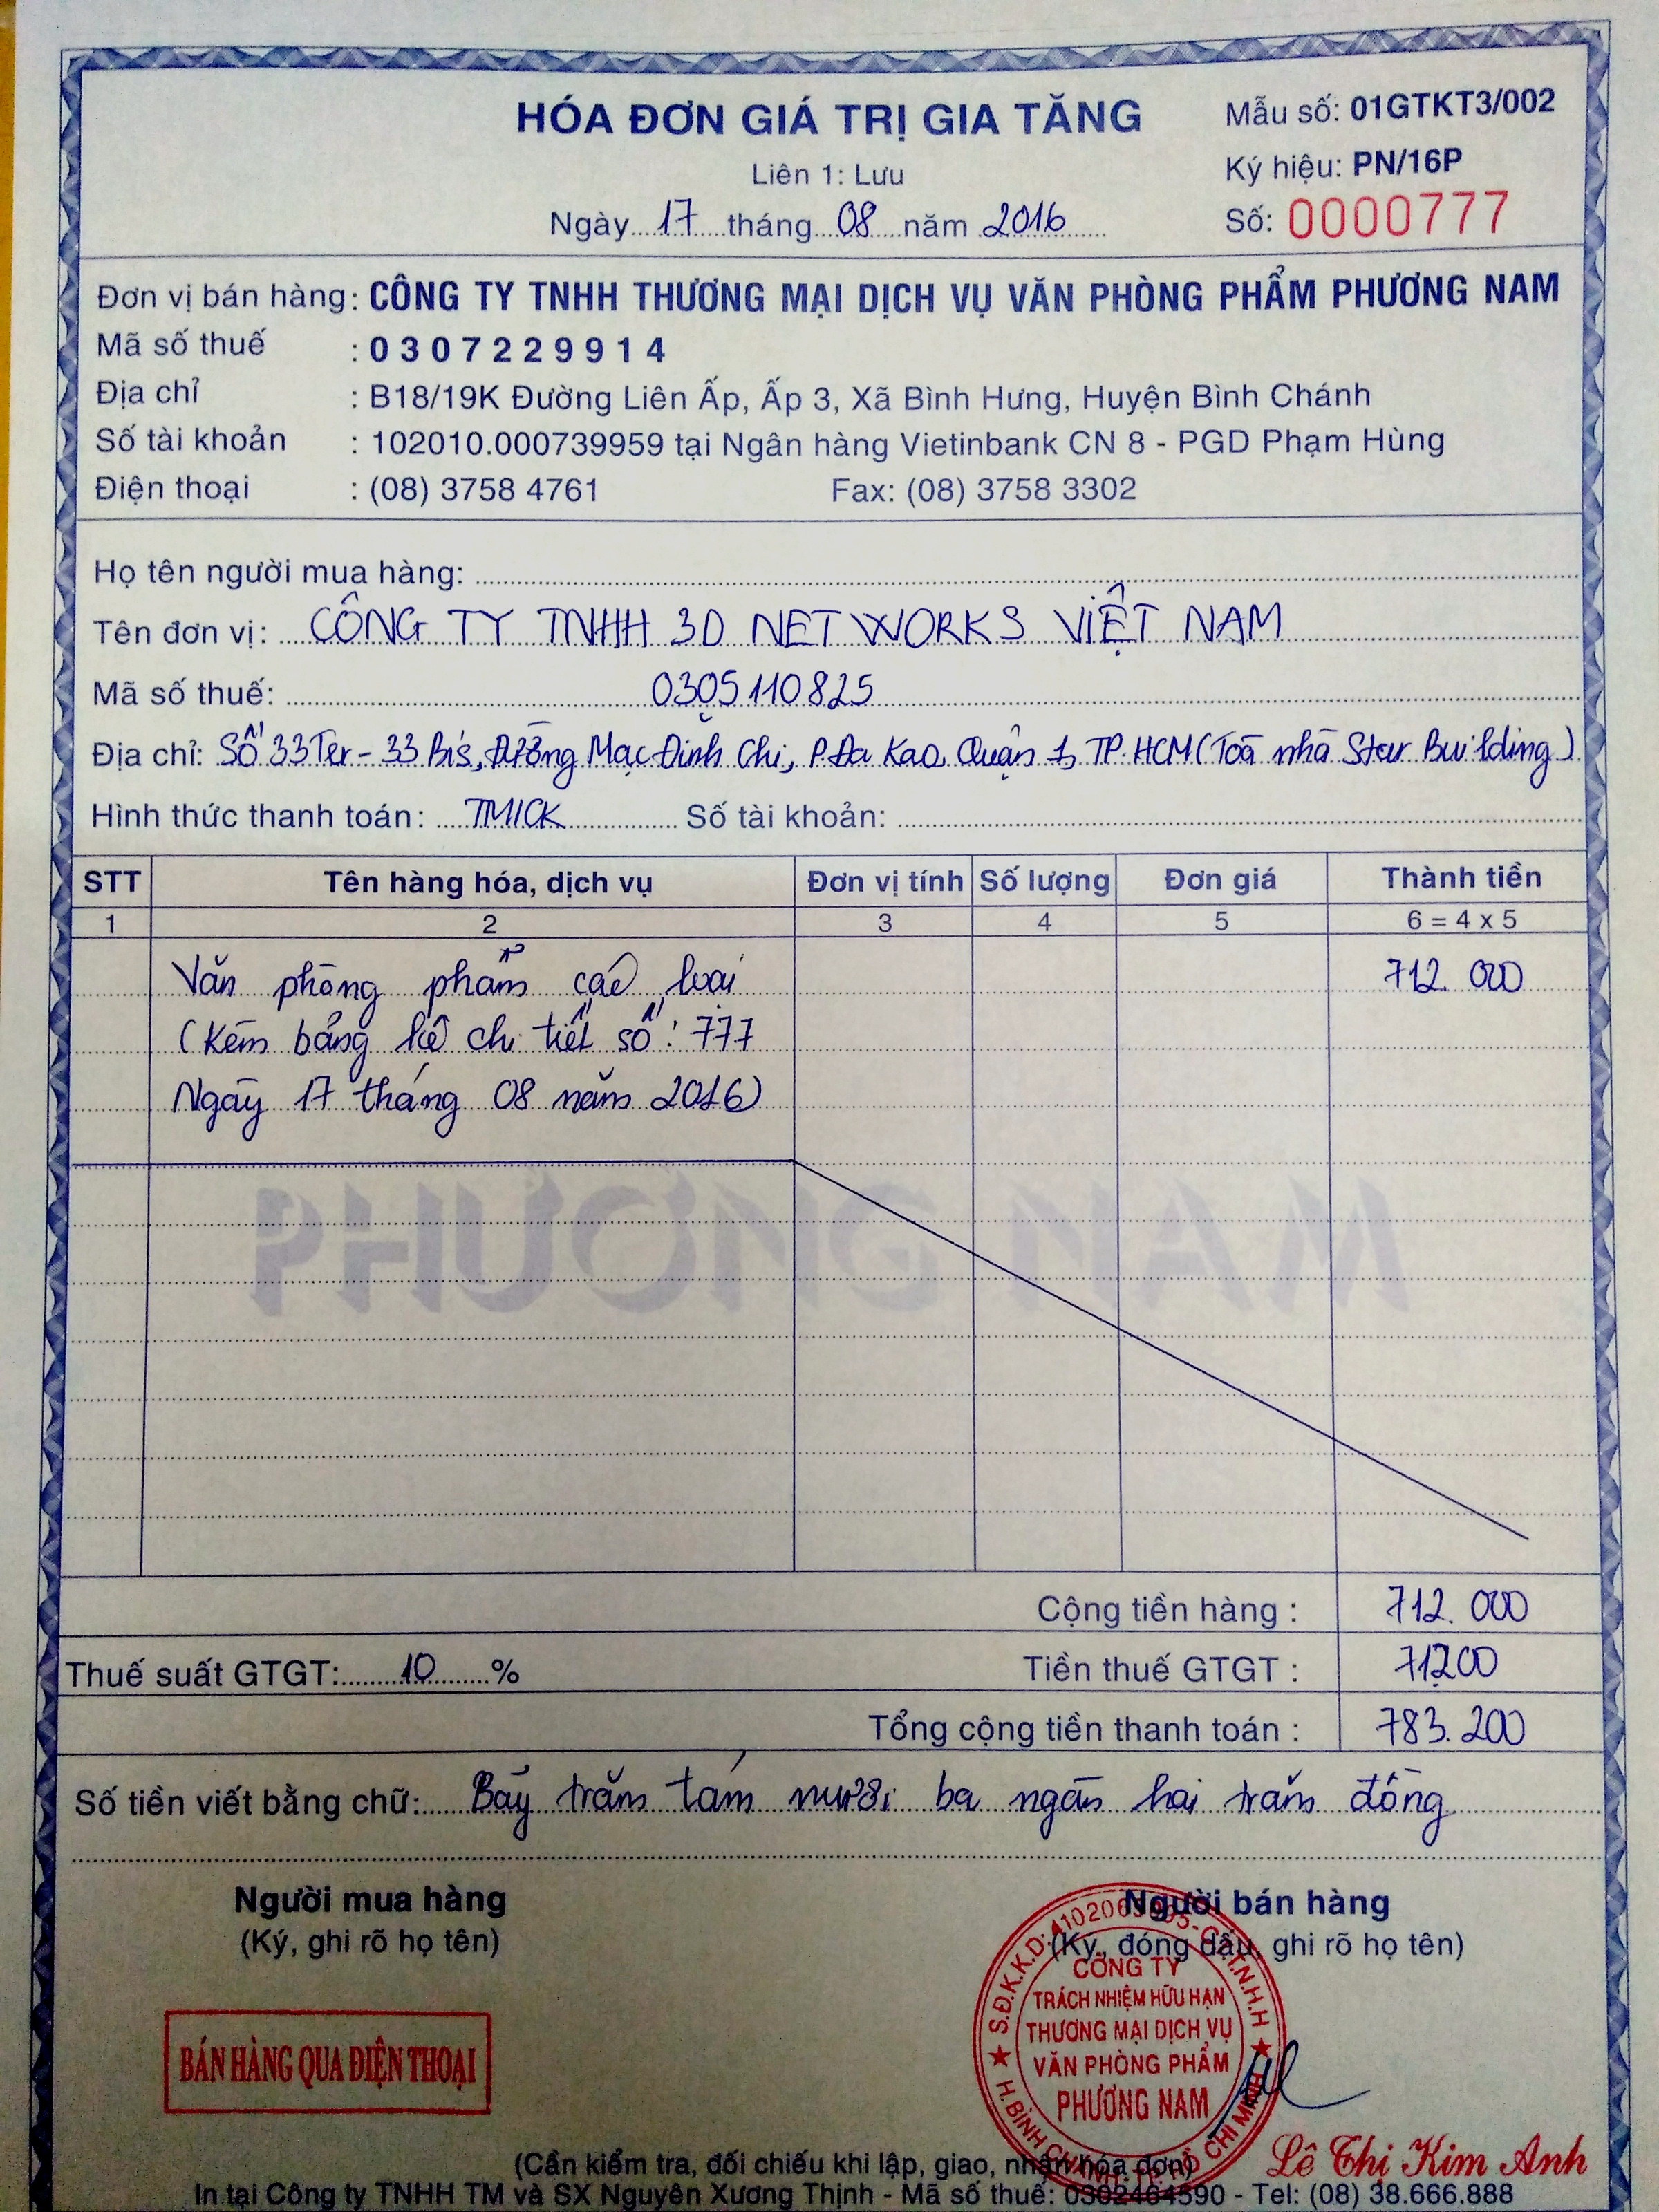 HÓA ĐƠN GIÁ TRỊ GIA TĂNG
Mẫu số: 01GTKT3/002
Liên 1: Lưu
Ký hiệu: PN/16P
Ngày 17 tháng 08 năm 2016
Số: 0000777
Đơn vị bán hàng: CÔNG TY TNHH THƯƠNG MẠI DỊCH VỤ VĂN PHÒNG PHẨM PHƯƠNG NAM
Mã số thuế : 0307229914
Địa chỉ : B18/19K Đường Liên Ấp, Ấp 3, Xã Bình Hưng, Huyện Bình Chánh
Số tài khoản : 102010.000739959 tại Ngân hàng Vietinbank CN 8 - PGD Phạm Hùng
Điện thoại : (08) 3758 4761 Fax: (08) 3758 3302
Họ tên người mua hàng:
Tên đơn vị: CÔNG TY TNHH 3D NETWORKS VIỆT NAM
Mã số thuế: 0305110825
Địa chỉ: Số 33Ter - 33 Bis, Đường Mạc Đỉnh Chi, P.Đa Kao, Quận 1, TP.HCM (Toà nhà Star Building)
Hình thức thanh toán: TM/CK Số tài khoản:
STT Tên hàng hóa, dịch vụ Đơn vị tính Số lượng Đơn giá Thành tiền
1 2 3 4 5 6 = 4 x 5
Văn phòng phẩm các loại 712.000
(Kèm bảng kê chi tiết số: 777
Ngày 17 tháng 08 năm 2016)
PHƯƠNG NAM
Cộng tiền hàng : 712.000
Thuế suất GTGT: 10 % Tiền thuế GTGT : 71.200
Tổng cộng tiền thanh toán : 783.200
Số tiền viết bằng chữ: Bảy trăm tám mươi ba ngàn hai trăm đồng
Người mua hàng Người bán hàng
(Ký, ghi rõ họ tên) (Ký, đóng dấu, ghi rõ họ tên)
CÔNG TY
TRÁCH NHIỆM HỮU HẠN
THƯƠNG MẠI DỊCH VỤ
VĂN PHÒNG PHẨM
PHƯƠNG NAM
S.Đ.K.K.D: C.T.T.N.H.H
H. BÌNH CHÁNH - TP. HỒ CHÍ MINH
BÁN HÀNG QUA ĐIỆN THOẠI
Lê Thi Kim Anh
(Cần kiểm tra, đối chiếu khi lập, giao, nhận hóa đơn)
In tại Công ty TNHH TM và SX Nguyên Xương Thịnh - Mã số thuế: 0302464590 - Tel: (08) 38.666.888